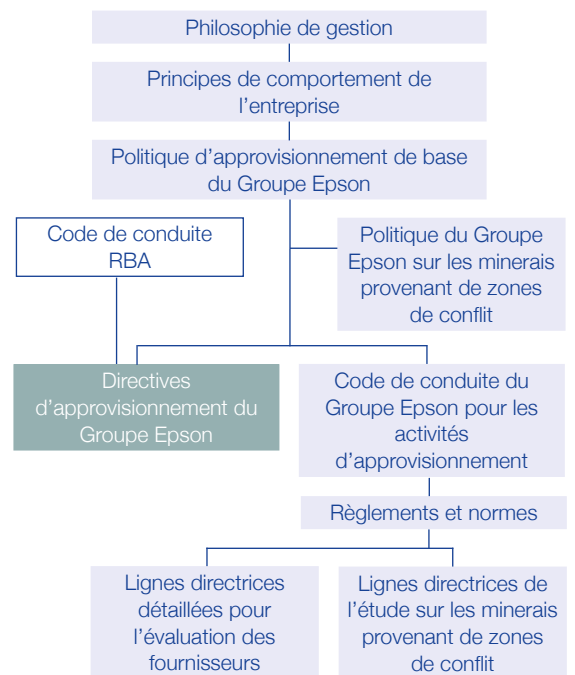 Philosophie de gestion
Principes de comportement de
l'entreprise
Politique d'approvisionnement de base
du Groupe Epson
Code de conduite
RBA
Politique du Groupe
Epson sur les minerais
provenant de zones
de conflit
Directives
d'approvisionnement du
Groupe Epson
Code de conduite du
Groupe Epson pour les
activités
d'approvisionnement
Règlements et normes
Lignes directrices
détaillées pour
l'évaluation des
fournisseurs
Lignes directrices de
l'étude sur les minerais
provenant de zones
de conflit